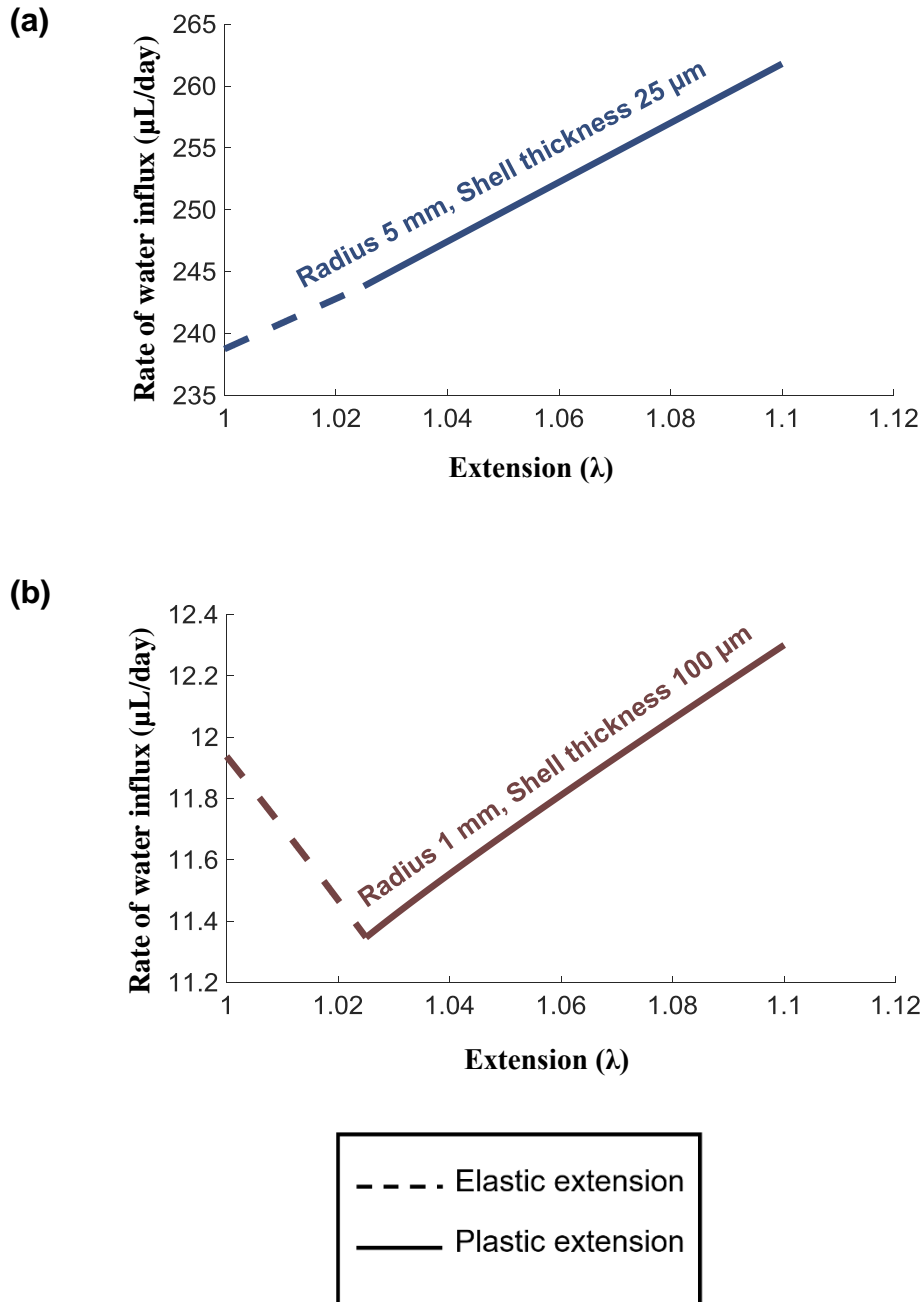 (a)
Rate of water influx (µL/day)
265
260
255
250
245
240
235
Radius 5 mm, Shell thickness 25 µm
1 1.02 1.04 1.06 1.08 1.1 1.12
Extension (λ)
(b)
Rate of water influx (µL/day)
12.4
12.2
12
11.8
11.6
11.4
11.2
Radius 1 mm, Shell thickness 100 µm
1 1.02 1.04 1.06 1.08 1.1 1.12
Extension (λ)
Elastic extension
Plastic extension